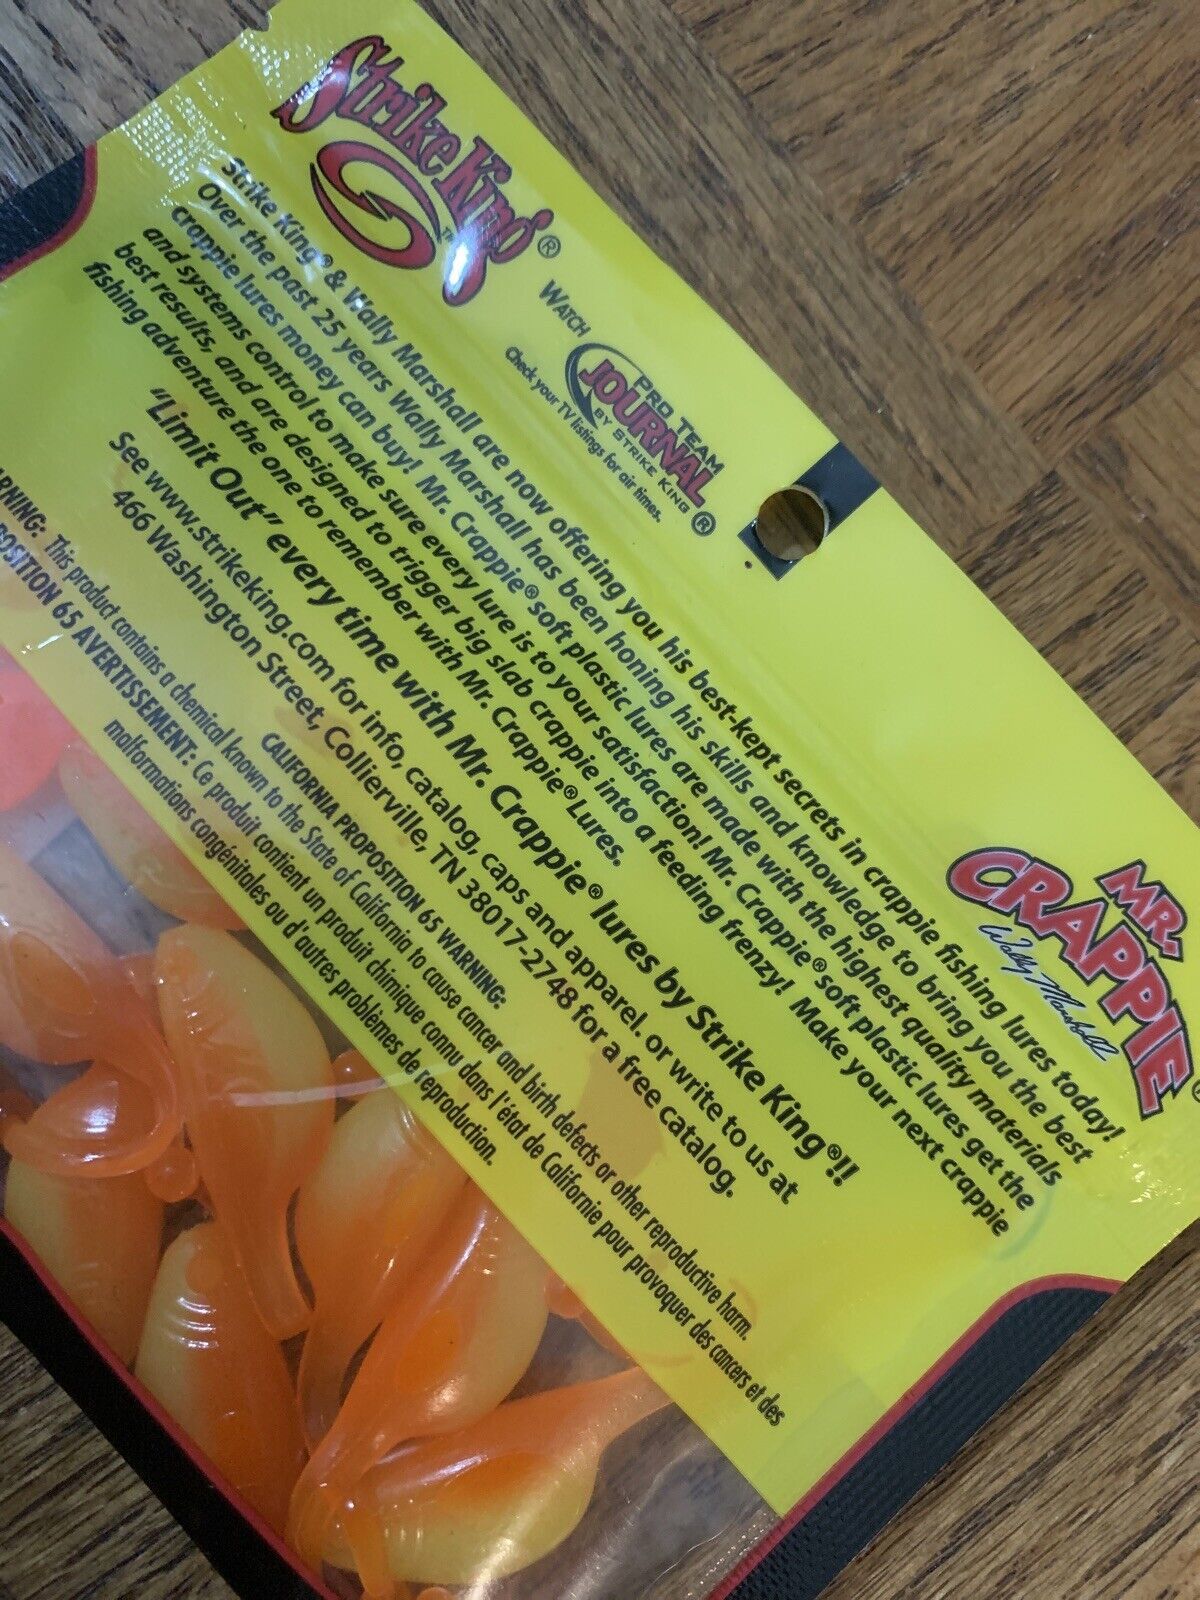 Strike King®
™
WATCH
PRO TEAM
JOURNAL®
BY STRIKE KING
Check your TV listings for air times.
MR.
CRAPPIE
Wally Marshall
Strike King® & Wally Marshall are now offering you his best-kept secrets in crappie fishing lures today!
Over the past 25 years Wally Marshall has been honing his skills and knowledge to bring you the best
crappie lures money can buy! Mr. Crappie® soft plastic lures are made with the highest quality materials
and systems control to make sure every lure is to your satisfaction! Mr. Crappie® soft plastic lures get the
best results, and are designed to trigger big slab crappie into a feeding frenzy! Make your next crappie
fishing adventure the one to remember with Mr. Crappie® Lures.
"Limit Out" every time with Mr. Crappie® lures by Strike King®!!
See www.strikeking.com for info, catalog, caps and apparel. or write to us at
466 Washington Street, Collierville, TN 38017-2748 for a free catalog.
CALIFORNIA PROPOSITION 65 WARNING:
This product contains a chemical known to the State of California to cause cancer and birth defects or other reproductive harm.
65 AVERTISSEMENT: Ce produit contient un produit chimique connu dans l'état de Californie pour provoquer des cancers et des
malformations congénitales ou d'autres problèmes de reproduction.